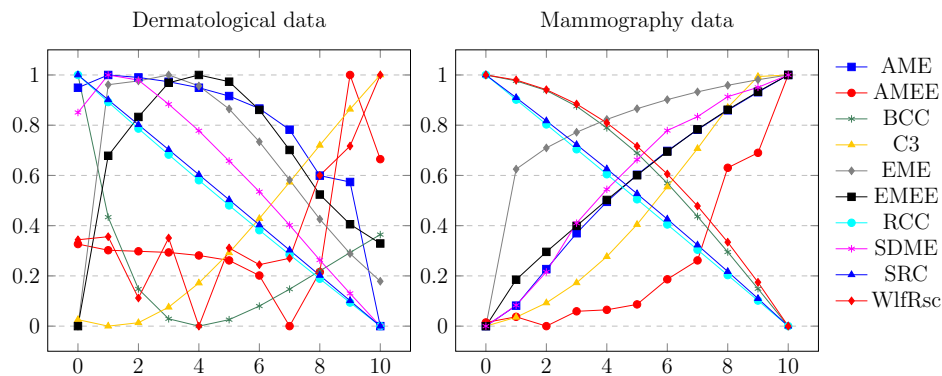 Dermatological data
Mammography data
1
0.8
0.6
0.4
0.2
0
0 2 4 6 8 10
1
0.8
0.6
0.4
0.2
0
0 2 4 6 8 10
AME
AMEE
BCC
C3
EME
EMEE
RCC
SDME
SRC
WlfRsc